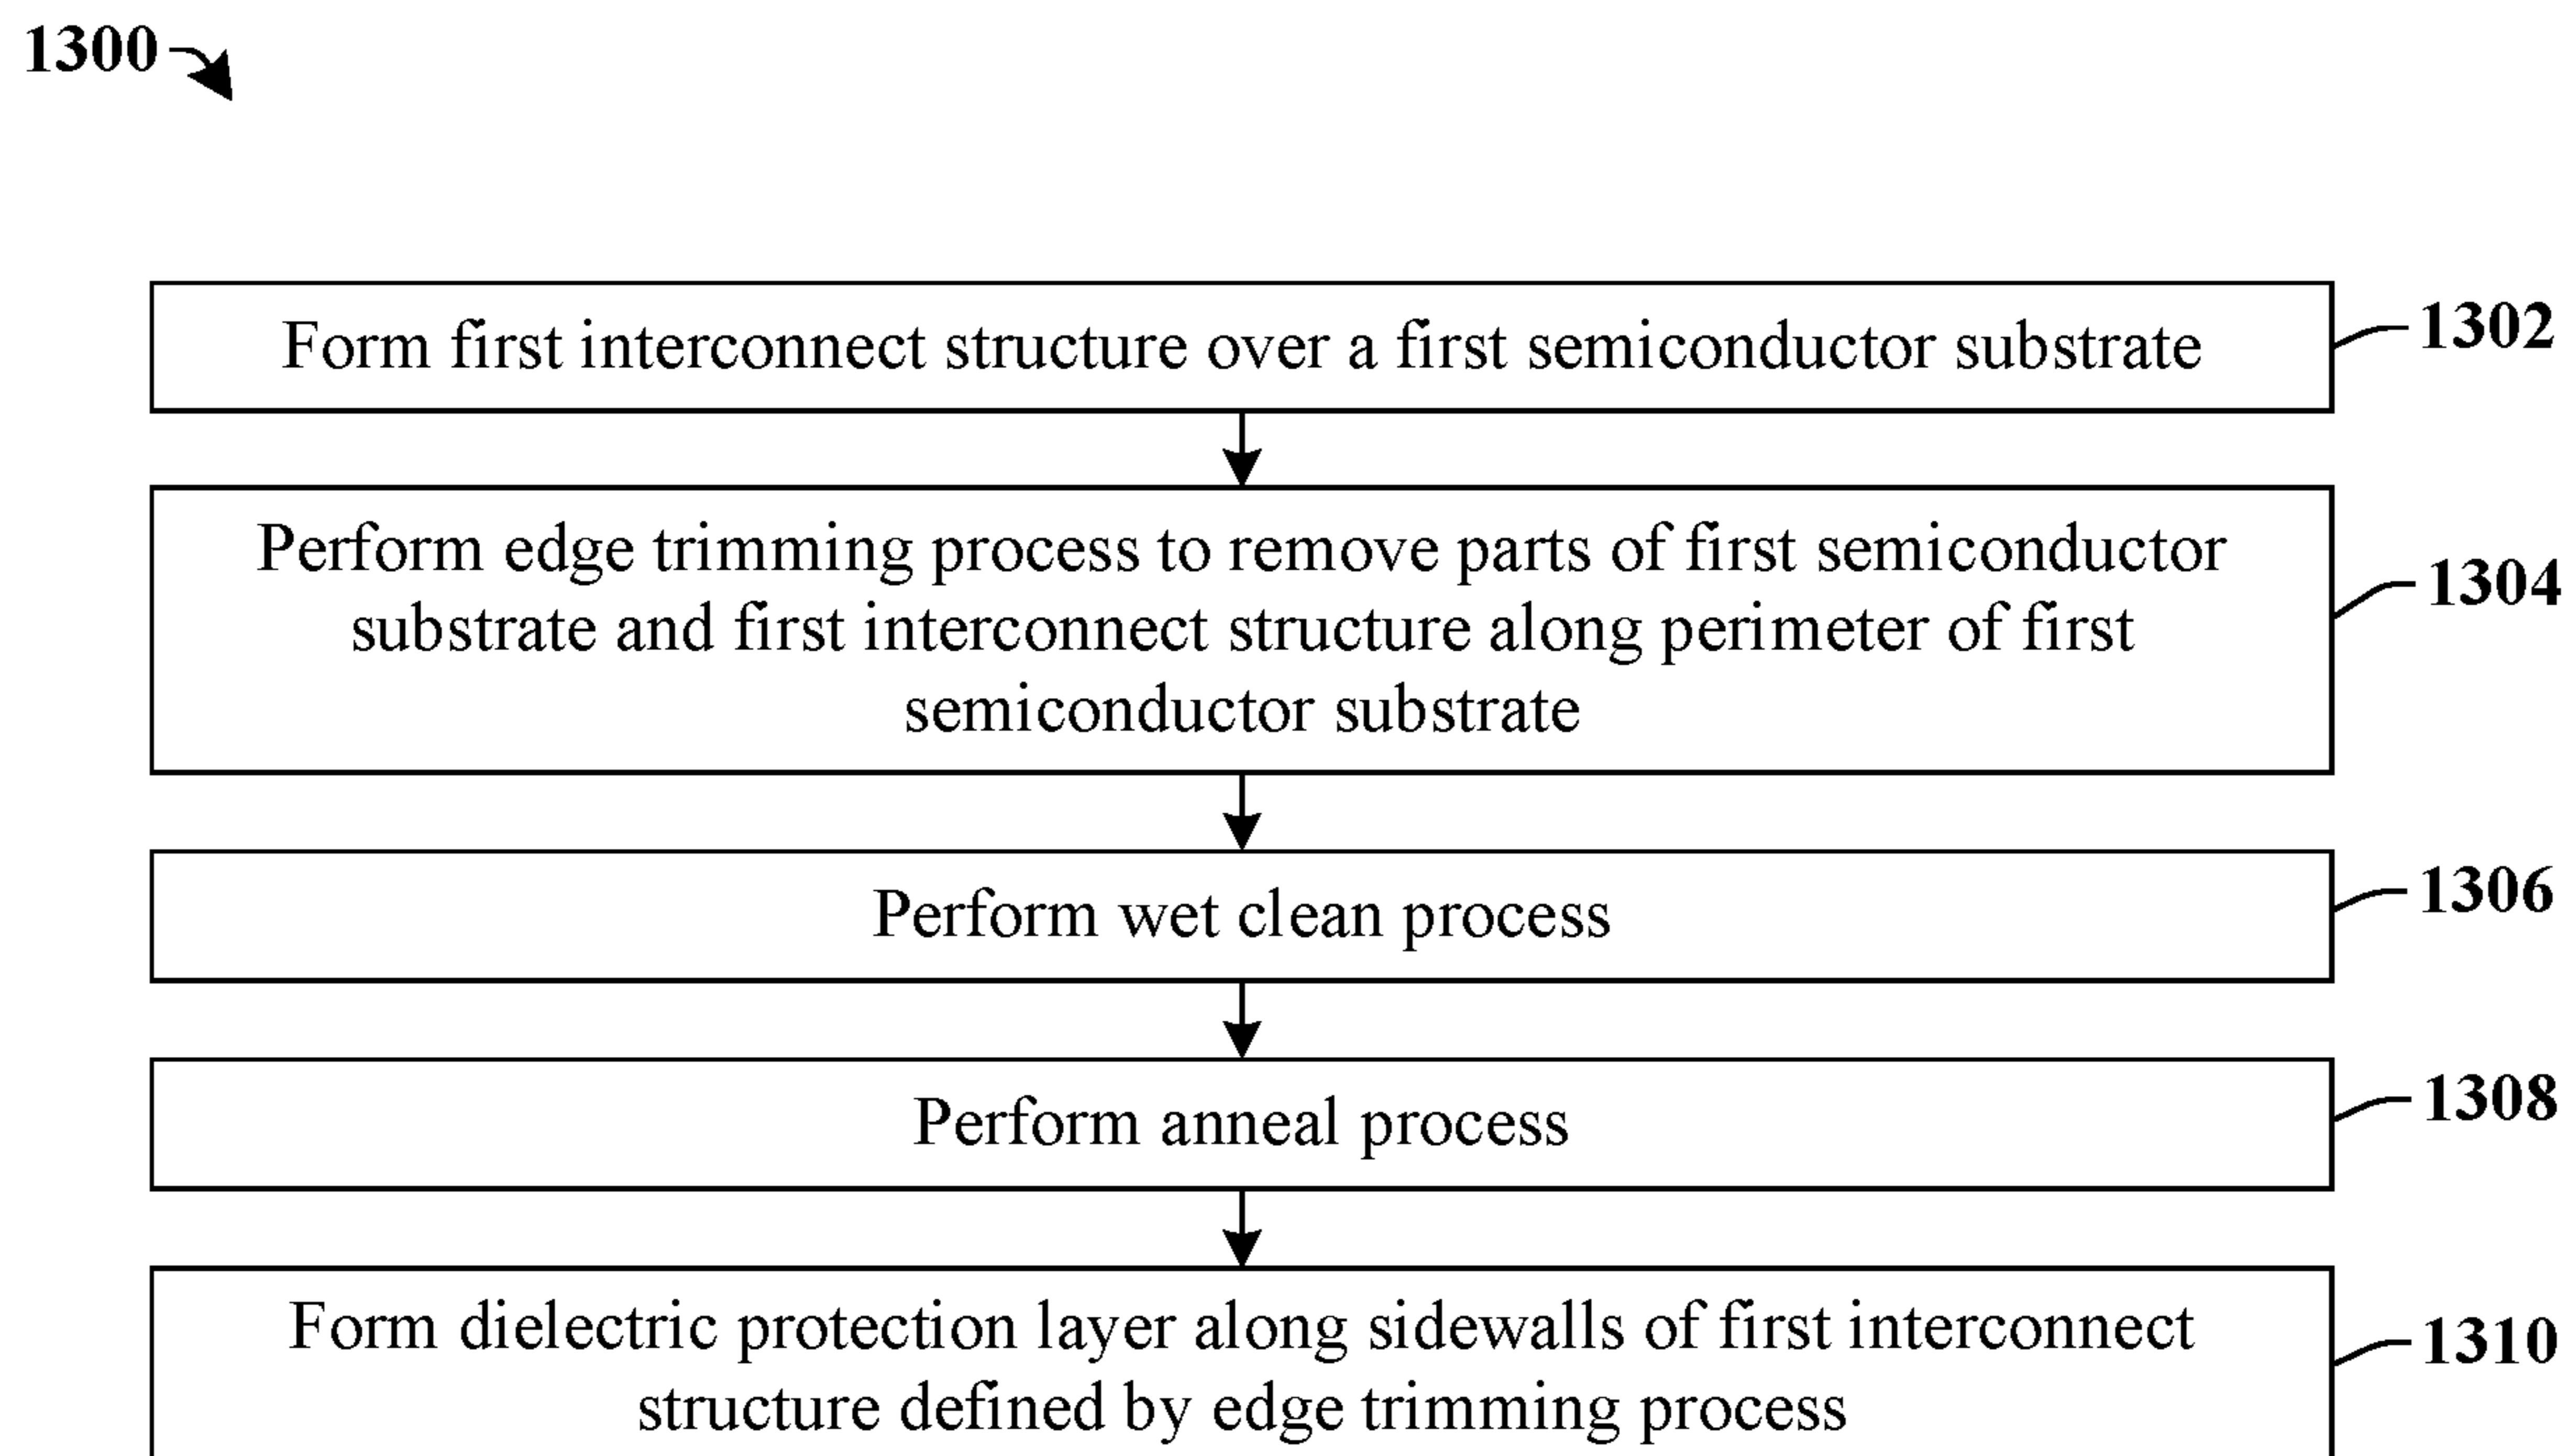 1300
Form first interconnect structure over a first semiconductor substrate
1302
Perform edge trimming process to remove parts of first semiconductor
substrate and first interconnect structure along perimeter of first
semiconductor substrate
1304
Perform wet clean process
1306
Perform anneal process
1308
Form dielectric protection layer along sidewalls of first interconnect
structure defined by edge trimming process
1310